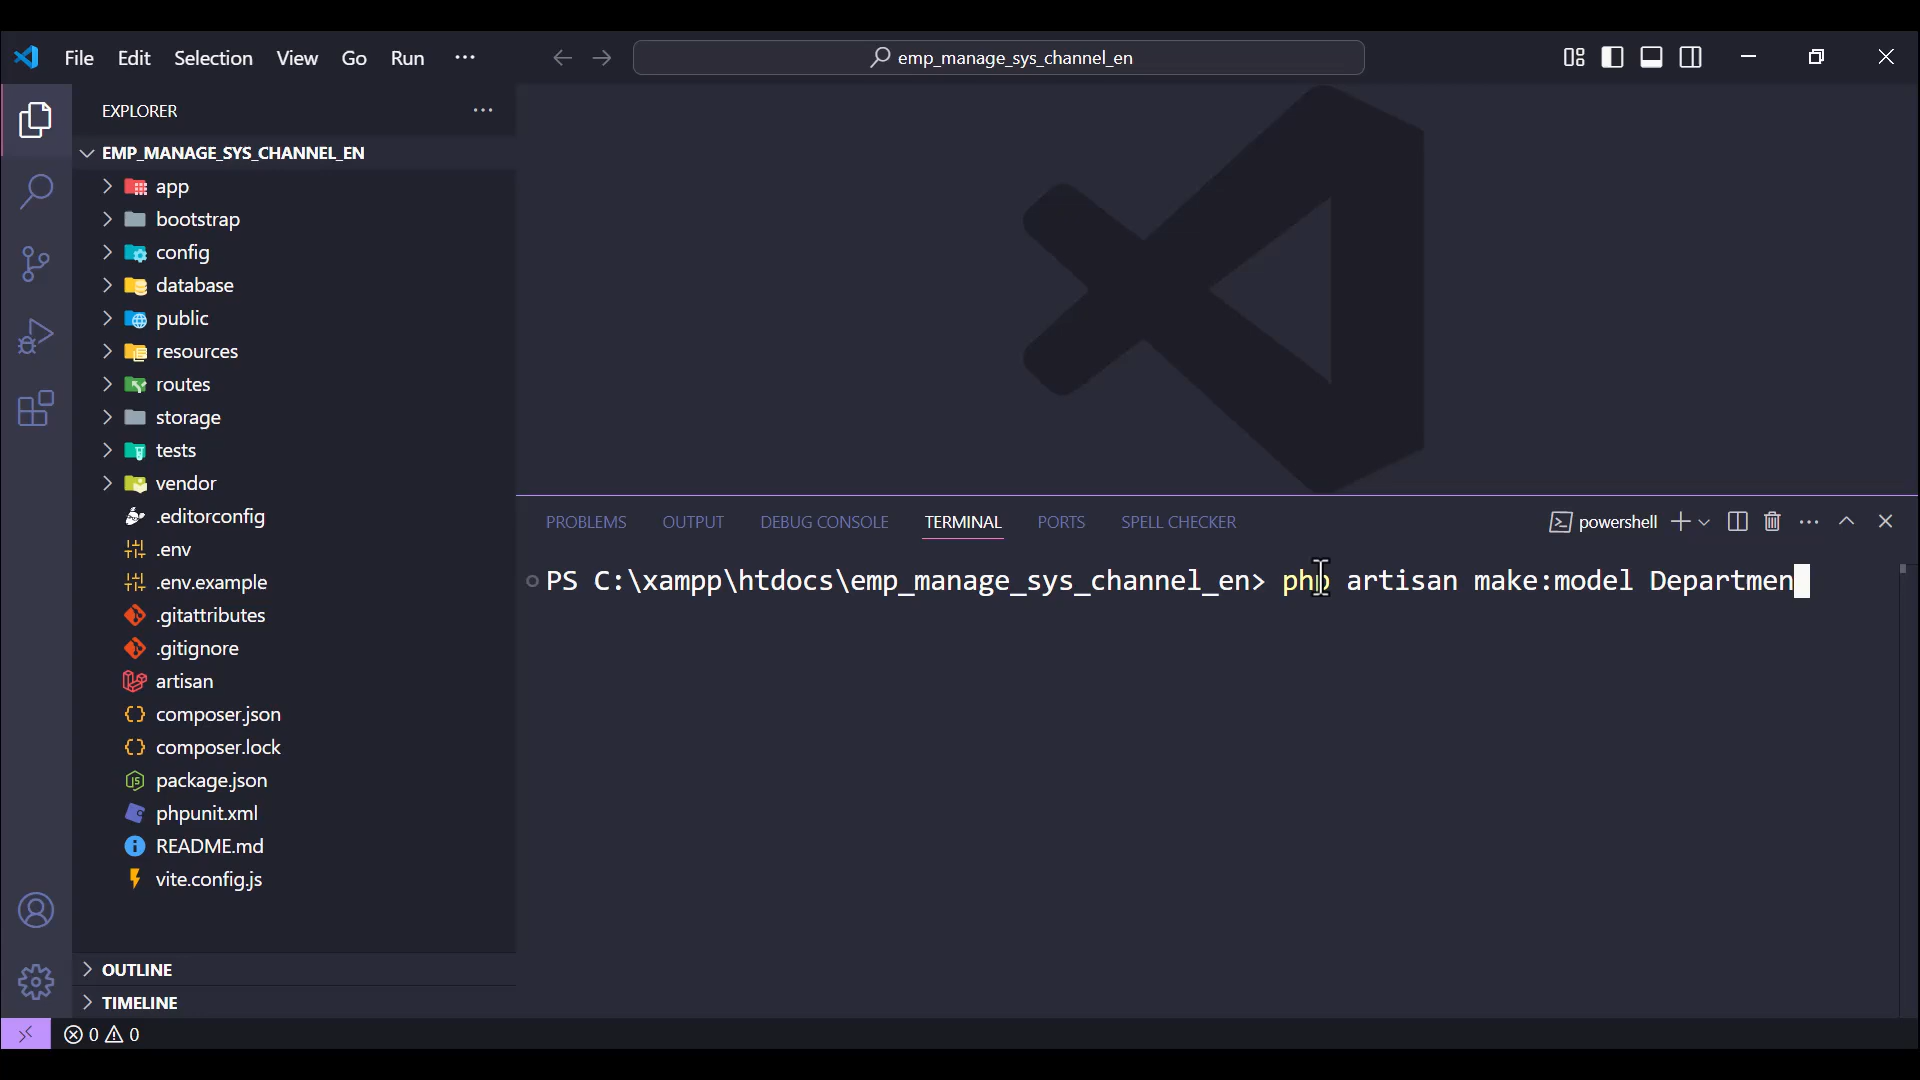 File Edit Selection View Go Run ··· emp_manage_sys_channel_en
EXPLORER
EMP_MANAGE_SYS_CHANNEL_EN
app
bootstrap
config
database
public
resources
routes
storage
tests
vendor
.editorconfig
.env
.env.example
.gitattributes
.gitignore
artisan
composer.json
composer.lock
package.json
phpunit.xml
README.md
vite.config.js
OUTLINE
TIMELINE
0 0
PROBLEMS OUTPUT DEBUG CONSOLE TERMINAL PORTS SPELL CHECKER powershell
PS C:\xampp\htdocs\emp_manage_sys_channel_en> php artisan make:model Departmen